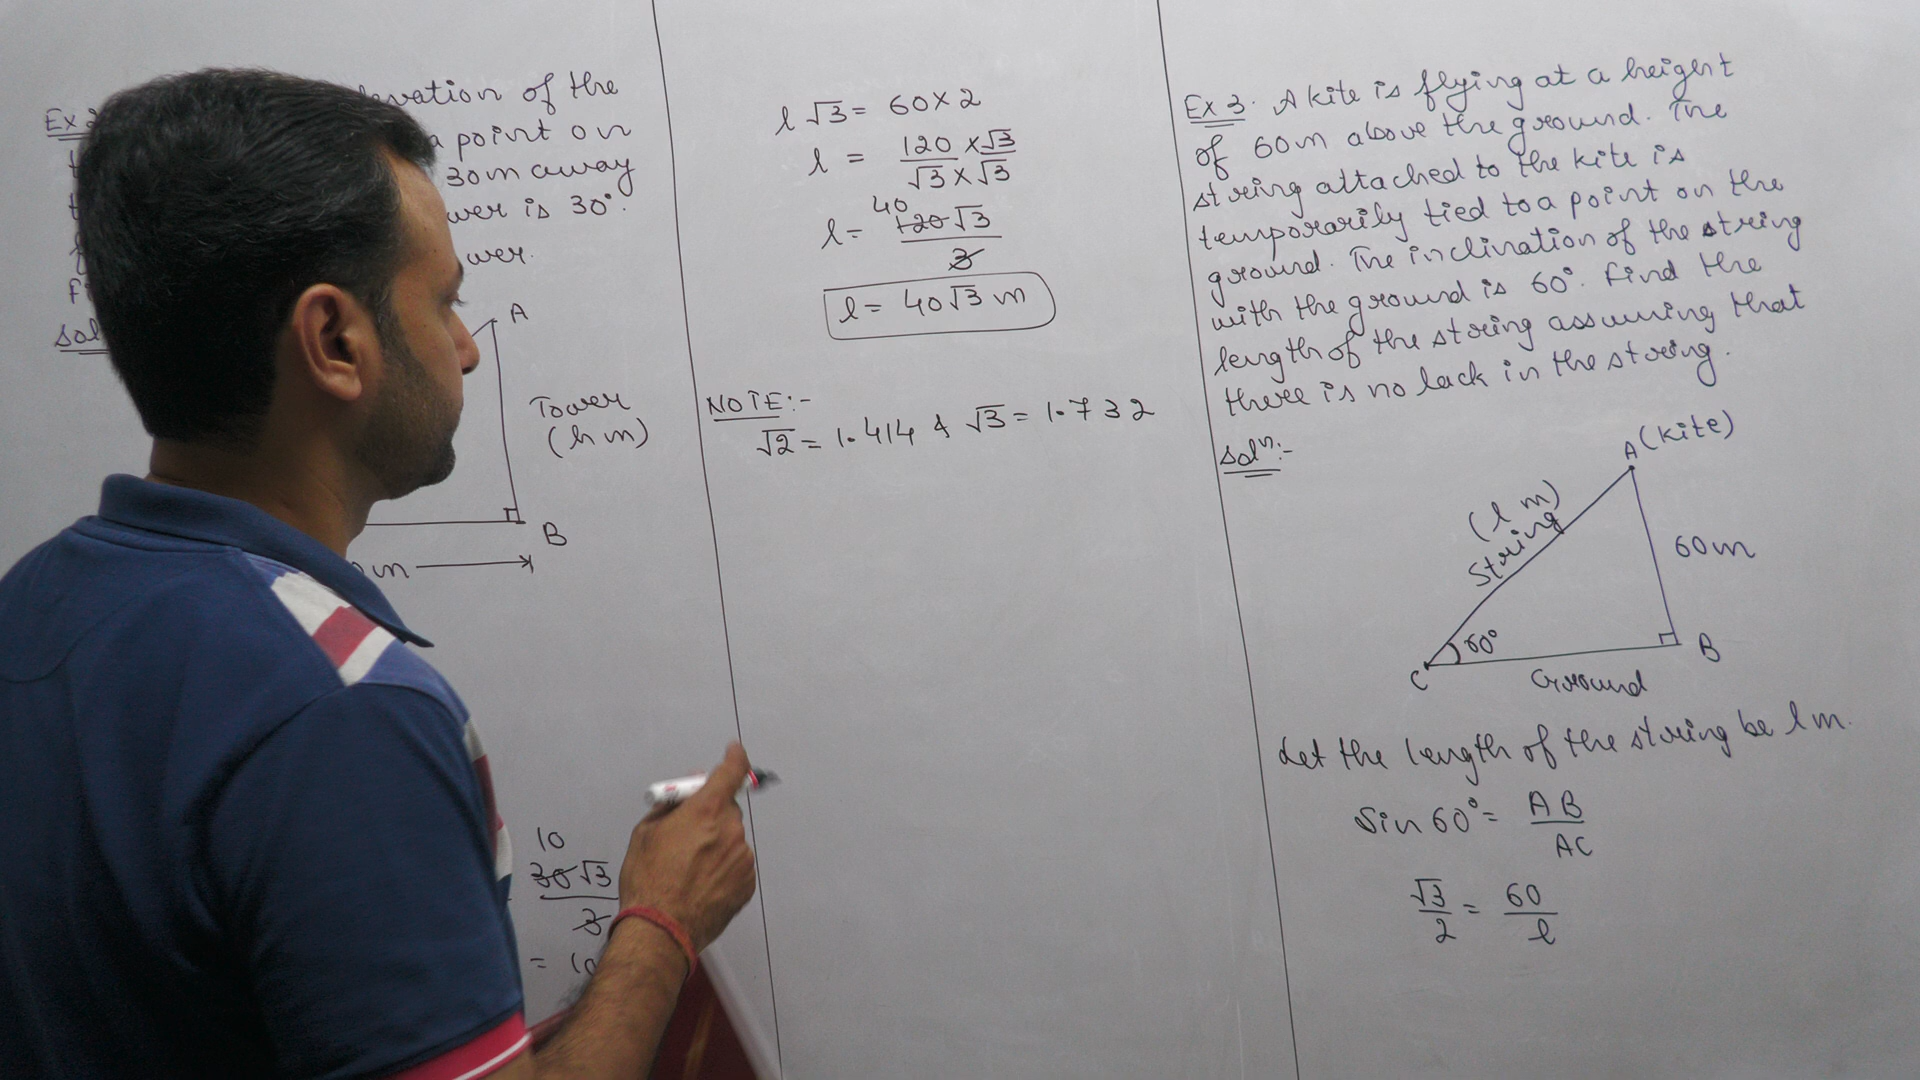 Ex
levation of the
a point on
30m away
wer is 30°.
wer.
Sol
A
Tower
(h m)
B
m
10
30√3
3
= 10
l√3 = 60×2
l = 120 ×√3
√3×√3
40
l = 120√3
3
l = 40√3 m
NOTE:-
√2 = 1.414 & √3 = 1.732
Ex 3. A kite is flying at a height
of 60m above the ground. The
string attached to the kite is
temporarily tied to a point on the
ground. The inclination of the string
with the ground is 60°. Find the
length of the string assuming that
there is no lack in the string.
Solⁿ:-
A (kite)
(l m)
String
60m
60°
C
B
Ground
Let the length of the string be l m.
Sin 60° = AB
AC
√3 = 60
2 l